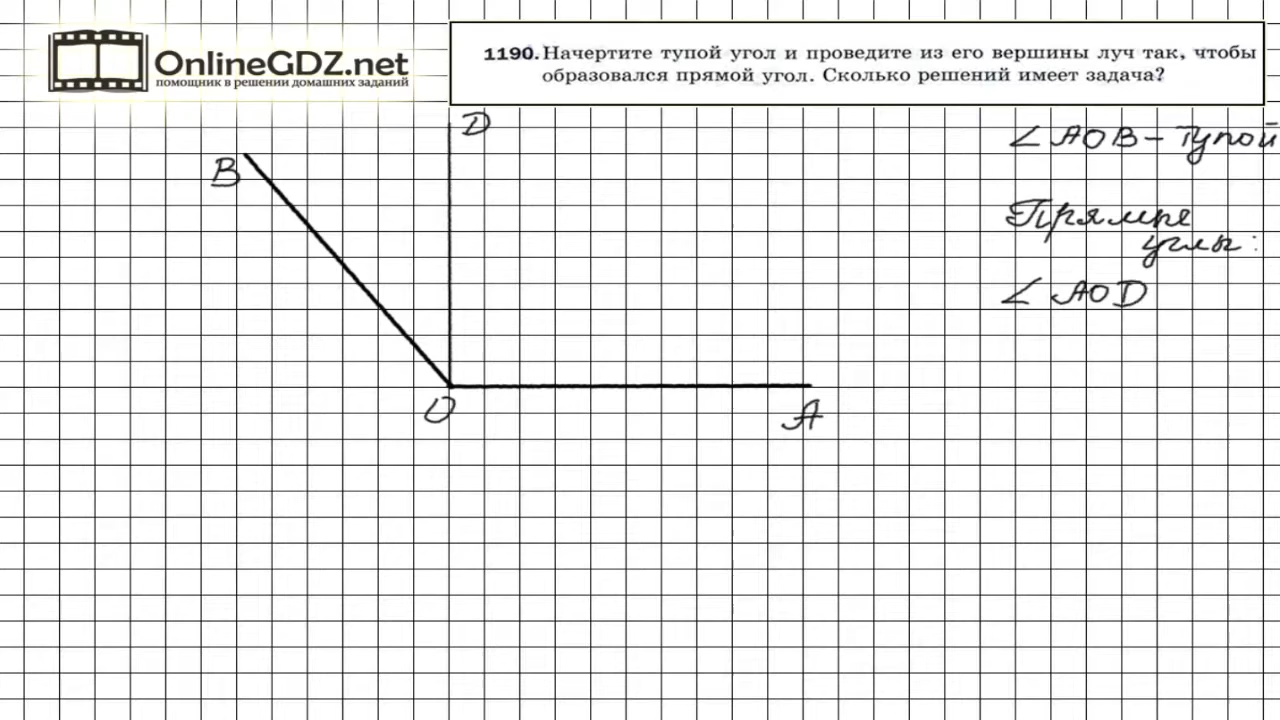 OnlineGDZ.net
помощник в решении домашних заданий
1190. Начертите тупой угол и проведите из его вершины луч так, чтобы
образовался прямой угол. Сколько решений имеет задача?
D
B
O
A
∠ AOB – тупой
Прямые
углы:
∠ AOD